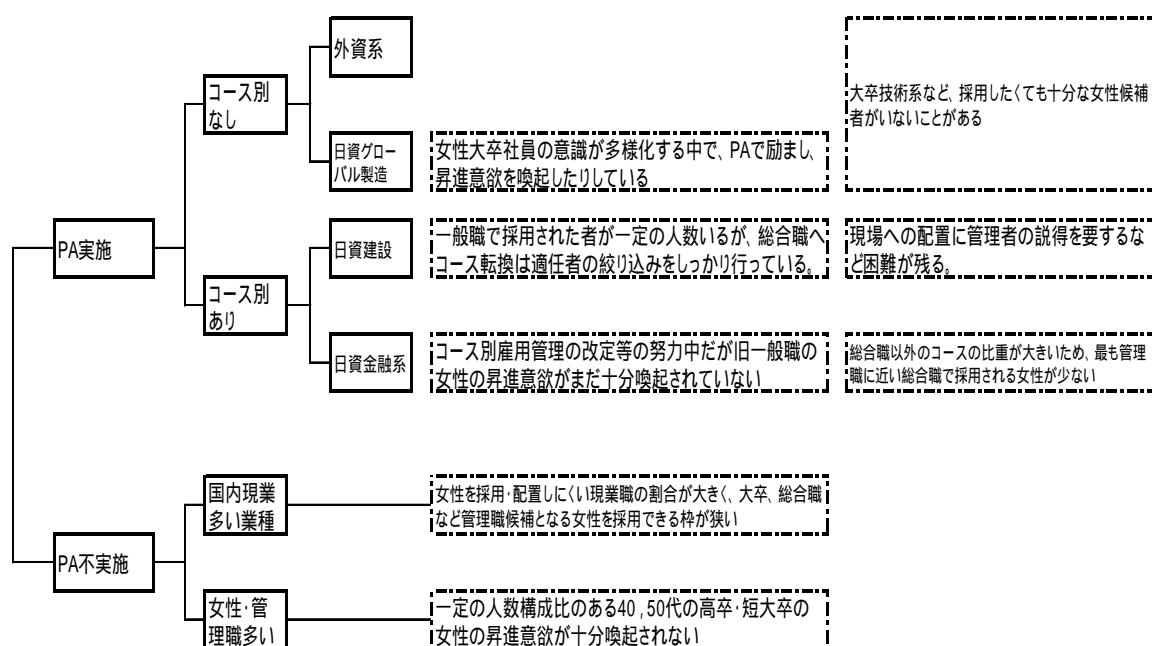 外資系
コース別
なし
大卒技術系など、採用したくても十分な女性候補
者がいないことがある
日資グロー
バル製造
女性大卒社員の意識が多様化する中で、PAで励まし、
昇進意欲を喚起したりしている
PA実施
日資建設
一般職で採用された者が一定の人数いるが、総合職へ
コース転換は適任者の絞り込みをしっかり行っている。
現場への配置に管理者の説得を要するな
ど困難が残る。
コース別
あり
日資金融系
コース別雇用管理の改定等の努力中だが旧一般職の
女性の昇進意欲がまだ十分喚起されていない
総合職以外のコースの比重が大きいため、最も管理
職に近い総合職で採用される女性が少ない
国内現業
多い業種
女性を採用・配置しにくい現業職の割合が大きく、大卒、総合職
など管理職候補となる女性を採用できる枠が狭い
PA不実施
女性・管
理職多い
一定の人数構成比のある40,50代の高卒・短大卒の
女性の昇進意欲が十分喚起されない